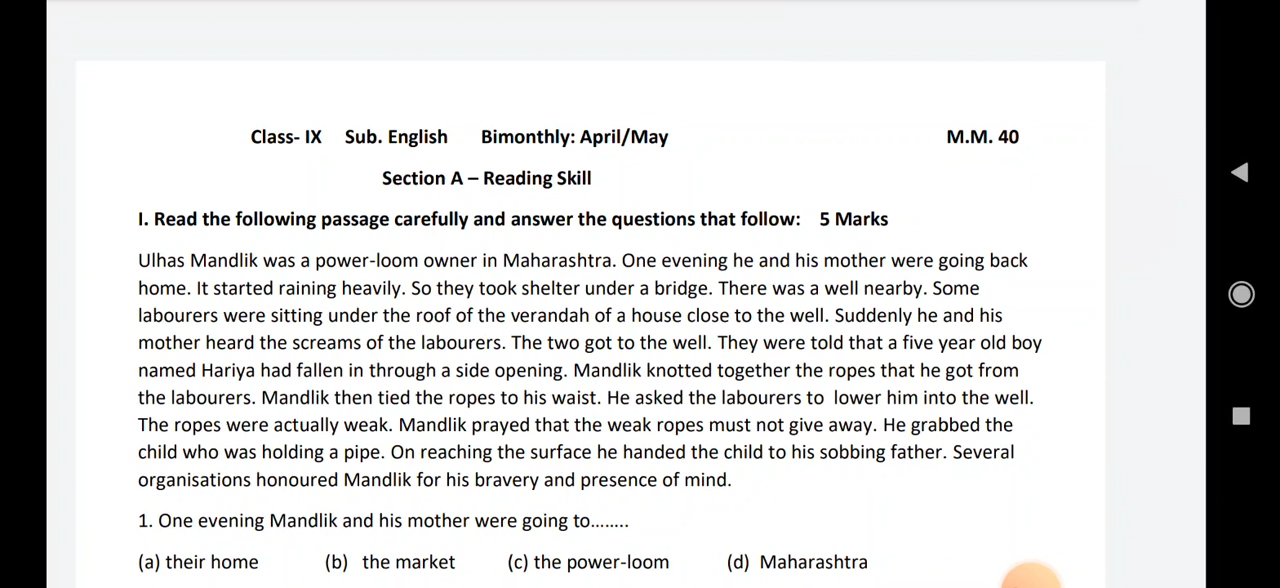 Class- IX Sub. English Bimonthly: April/May M.M. 40
Section A – Reading Skill
I. Read the following passage carefully and answer the questions that follow: 5 Marks
Ulhas Mandlik was a power-loom owner in Maharashtra. One evening he and his mother were going back
home. It started raining heavily. So they took shelter under a bridge. There was a well nearby. Some
labourers were sitting under the roof of the verandah of a house close to the well. Suddenly he and his
mother heard the screams of the labourers. The two got to the well. They were told that a five year old boy
named Hariya had fallen in through a side opening. Mandlik knotted together the ropes that he got from
the labourers. Mandlik then tied the ropes to his waist. He asked the labourers to lower him into the well.
The ropes were actually weak. Mandlik prayed that the weak ropes must not give away. He grabbed the
child who was holding a pipe. On reaching the surface he handed the child to his sobbing father. Several
organisations honoured Mandlik for his bravery and presence of mind.
1. One evening Mandlik and his mother were going to........
(a) their home (b) the market (c) the power-loom (d) Maharashtra